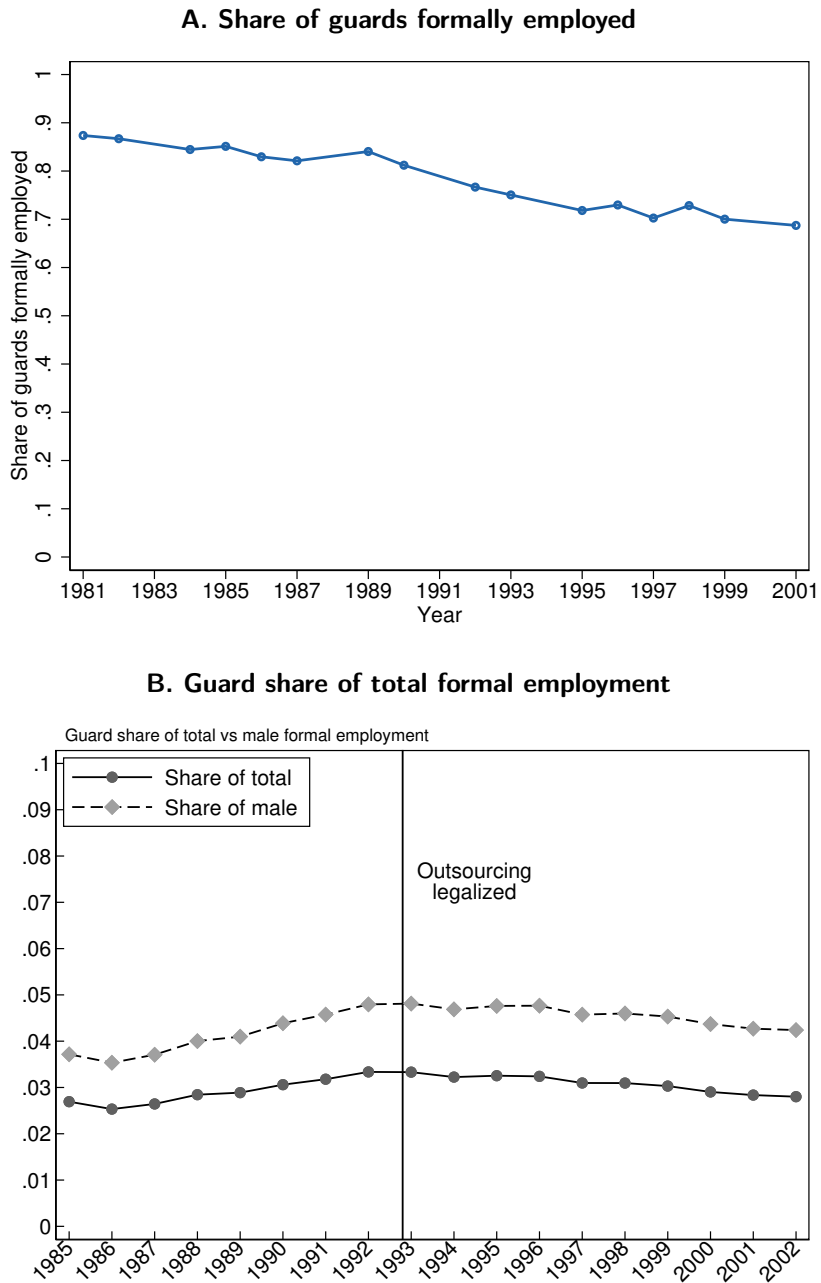 A. Share of guards formally employed
Share of guards formally employed
1
.9
.8
.7
.6
.5
.4
.3
.2
.1
0
1981 1983 1985 1987 1989 1991 1993 1995 1997 1999 2001
Year
B. Guard share of total formal employment
Guard share of total vs male formal employment
Share of total
Share of male
Outsourcing
legalized
.1
.09
.08
.07
.06
.05
.04
.03
.02
.01
0
1985 1986 1987 1988 1989 1990 1991 1992 1993 1994 1995 1996 1997 1998 1999 2000 2001 2002